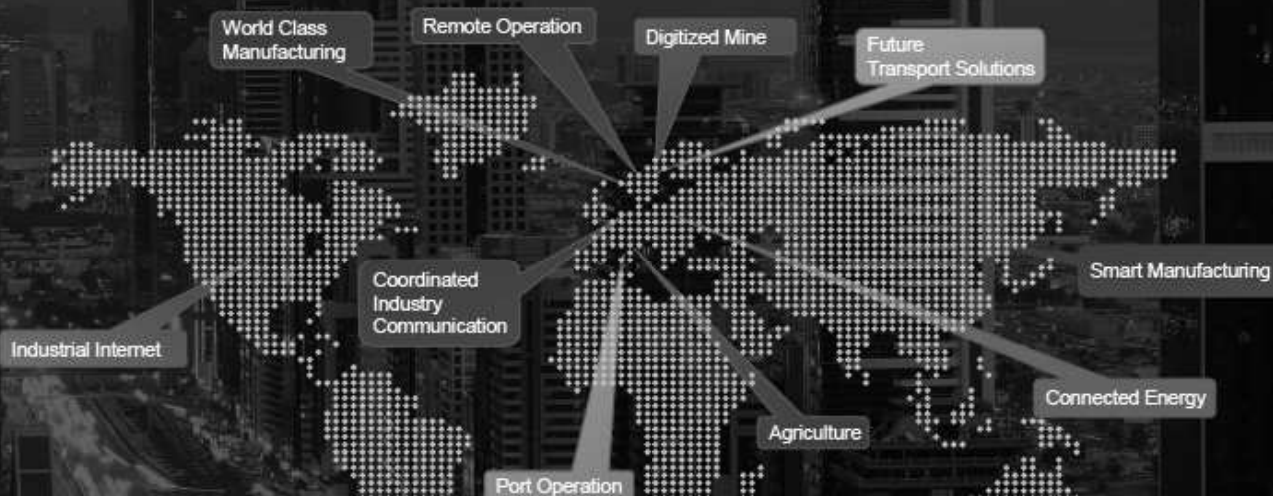 World Class
Manufacturing
Remote Operation
Digitized Mine
Future
Transport Solutions
Coordinated
Industry
Communication
Smart Manufacturing
Industrial Internet
Connected Energy
Agriculture
Port Operation